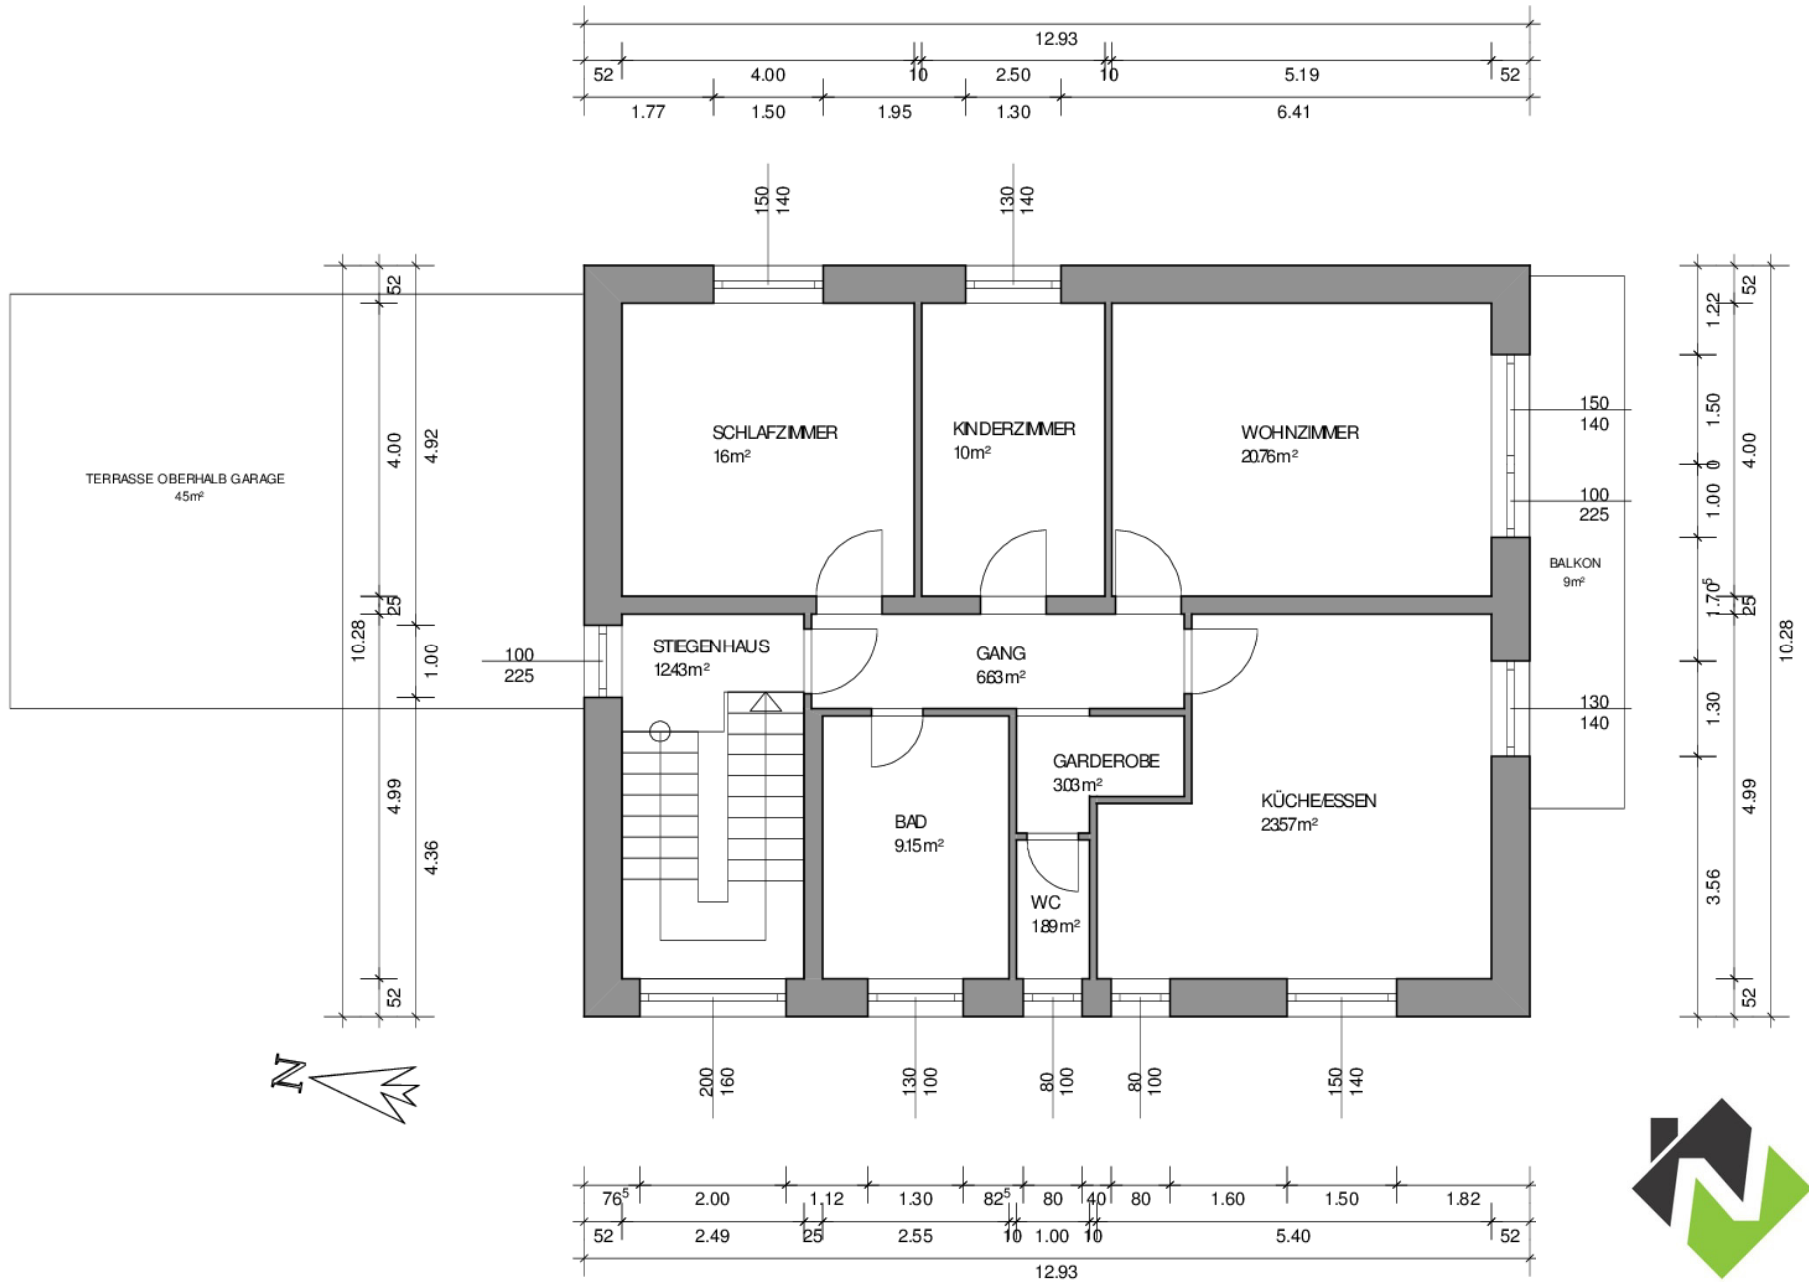 12.93
52 4.00 10 2.50 10 5.19 52
1.77 1.50 1.95 1.30 6.41
150
140
130
140
52
4.00
25
4.99
52
10.28
4.92
1.00
4.36
TERRASSE OBERHALB GARAGE
45m²
SCHLAFZIMMER
16m²
KINDERZIMMER
10m²
WOHNZIMMER
20.76m²
150
140
100
225
BALKON
9m²
130
140
100
225
STIEGENHAUS
12.43m²
GANG
6.63m²
GARDEROBE
3.03m²
KÜCHE/ESSEN
23.57m²
BAD
9.15m²
WC
1.89m²
1.22
1.50
0
1.00
1.70⁵
1.30
3.56
52
4.00
25
4.99
52
10.28
N
200
160
130
100
80
100
80
100
150
140
76⁵ 2.00 1.12 1.30 82⁵ 80 40 80 1.60 1.50 1.82
52 2.49 25 2.55 10 1.00 10 5.40 52
12.93